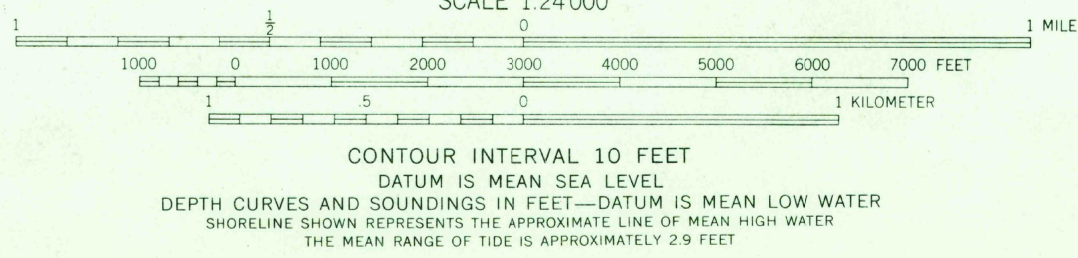 SCALE 1:24 000
1 1/2 0 1 MILE
1000 0 1000 2000 3000 4000 5000 6000 7000 FEET
1 .5 0 1 KILOMETER
CONTOUR INTERVAL 10 FEET
DATUM IS MEAN SEA LEVEL
DEPTH CURVES AND SOUNDINGS IN FEET—DATUM IS MEAN LOW WATER
SHORELINE SHOWN REPRESENTS THE APPROXIMATE LINE OF MEAN HIGH WATER
THE MEAN RANGE OF TIDE IS APPROXIMATELY 2.9 FEET